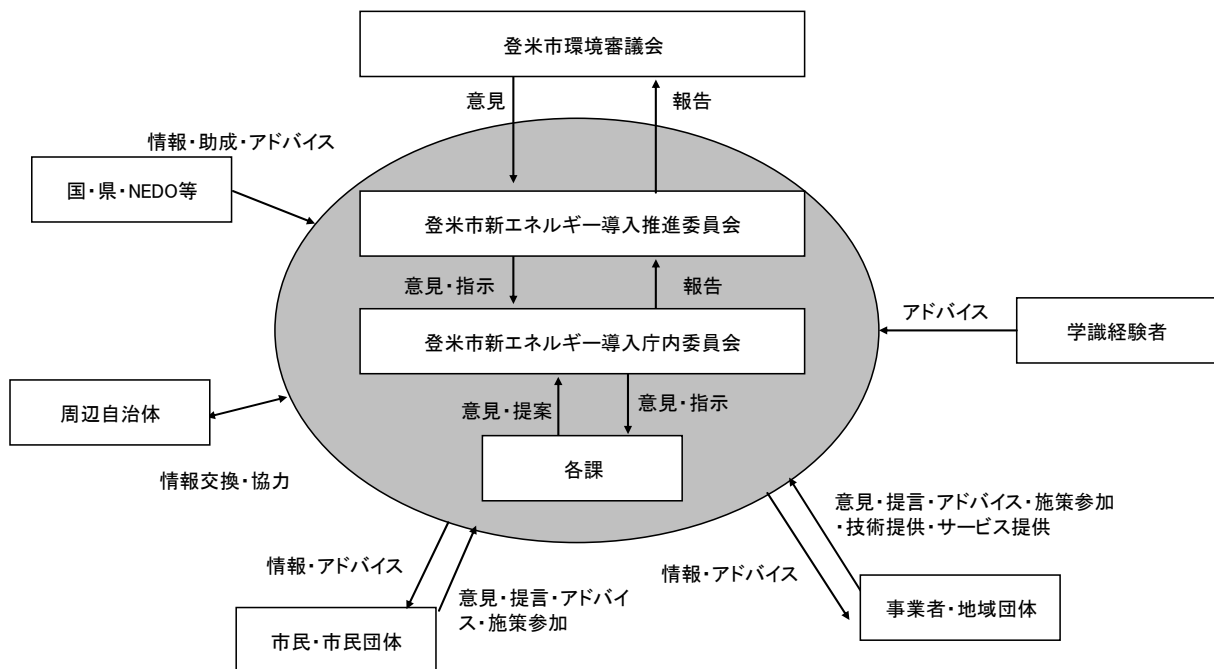 登米市環境審議会
意見
報告
情報・助成・アドバイス
国・県・NEDO等
登米市新エネルギー導入推進委員会
意見・指示
報告
アドバイス
学識経験者
登米市新エネルギー導入庁内委員会
周辺自治体
意見・提案
意見・指示
各課
情報交換・協力
意見・提言・アドバイス・施策参加
・技術提供・サービス提供
情報・アドバイス
意見・提言・アドバイ
ス・施策参加
情報・アドバイス
市民・市民団体
事業者・地域団体